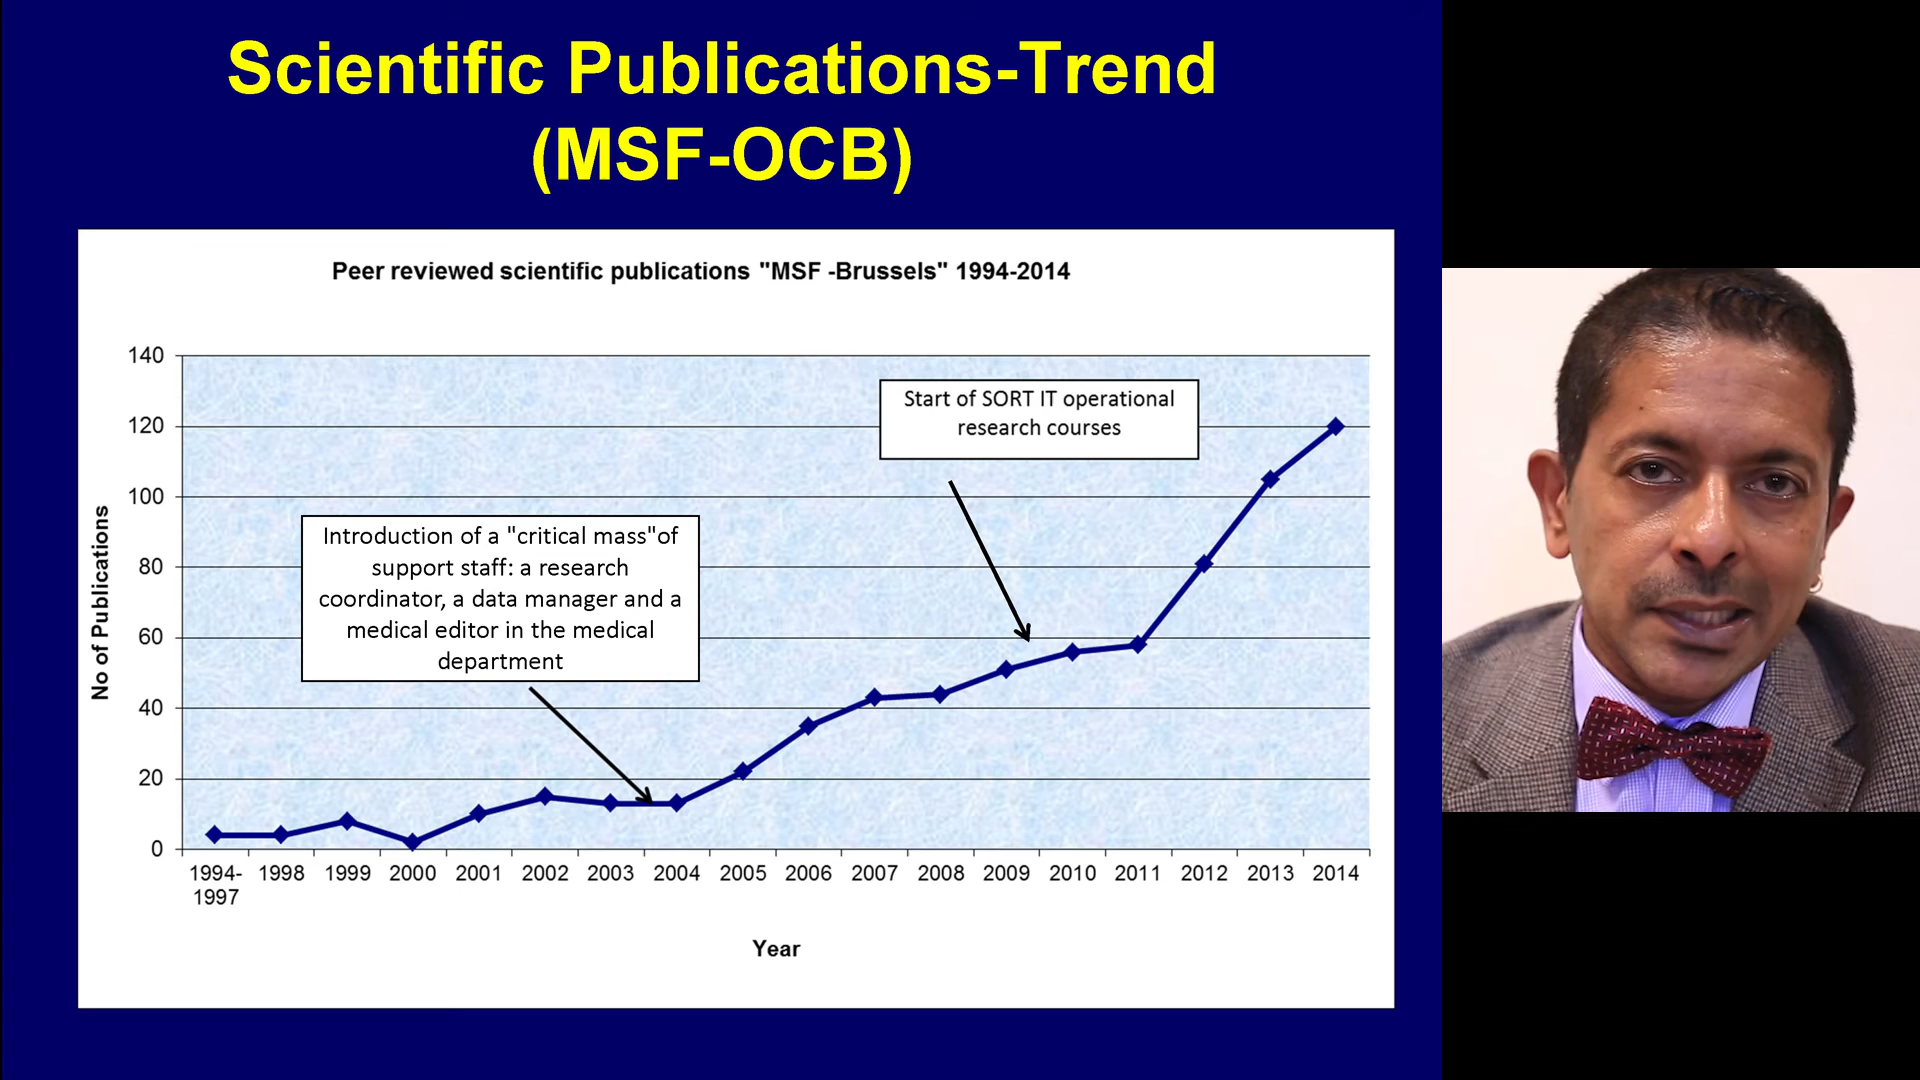 Scientific Publications-Trend
(MSF-OCB)
Peer reviewed scientific publications "MSF -Brussels" 1994-2014
140
120
100
80
60
40
20
0
No of Publications
Start of SORT IT operational
research courses
Introduction of a "critical mass"of
support staff: a research
coordinator, a data manager and a
medical editor in the medical
department
1994- 1998 1999 2000 2001 2002 2003 2004 2005 2006 2007 2008 2009 2010 2011 2012 2013 2014
1997
Year